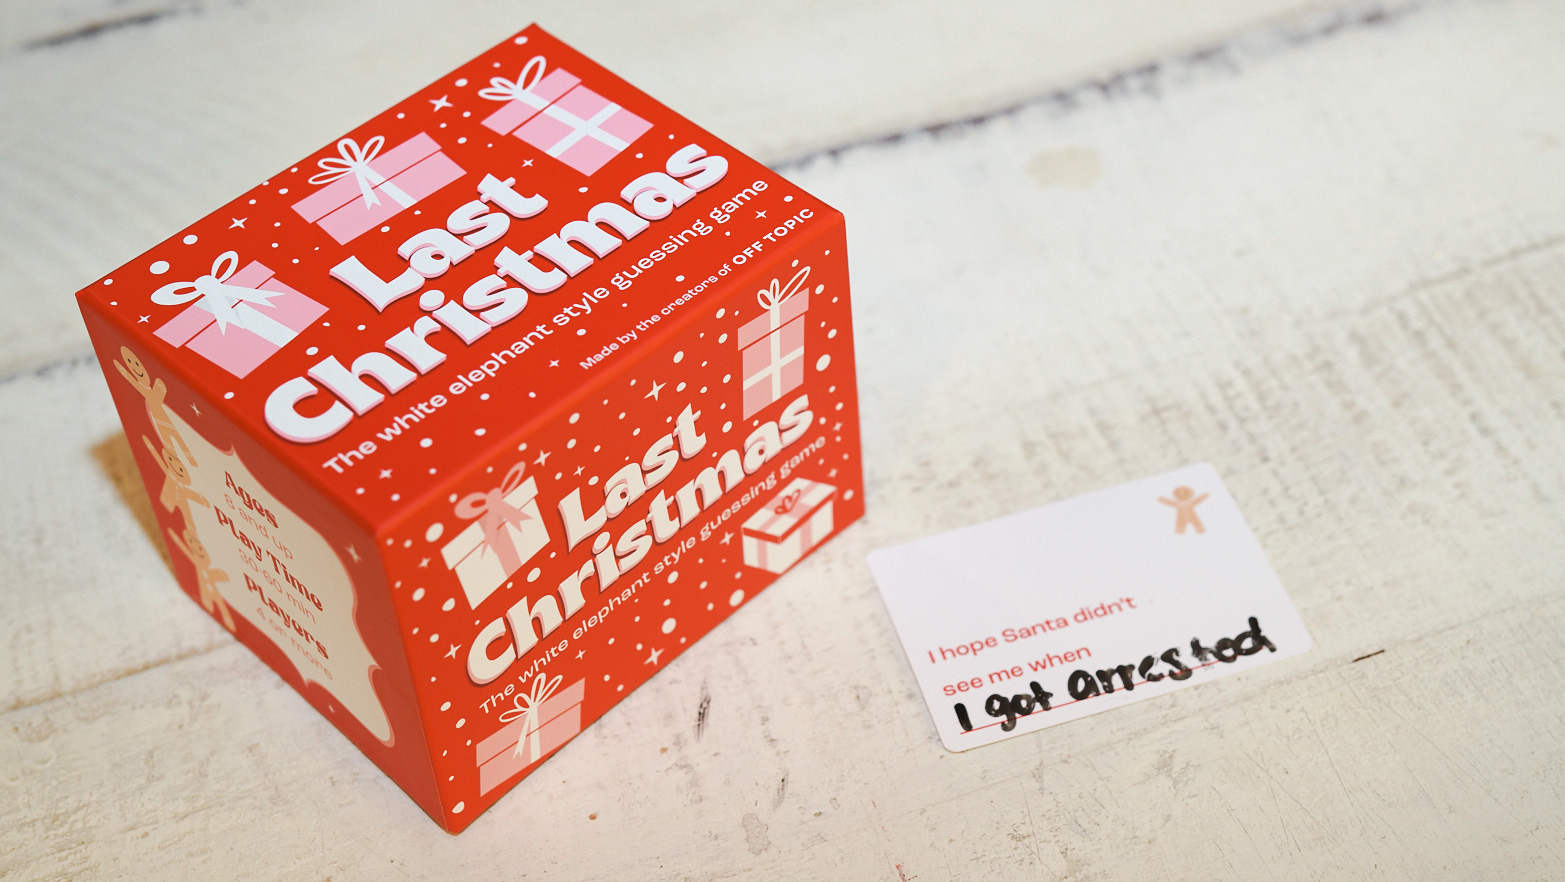 Last
Christmas
The white elephant style guessing game
Made by the creators of OFF TOPIC
Last
Christmas
The white elephant style guessing game
Ages
8 and up
Play Time
30-60 min
Players
4 or more
I hope Santa didn't
see me when
I got arrested